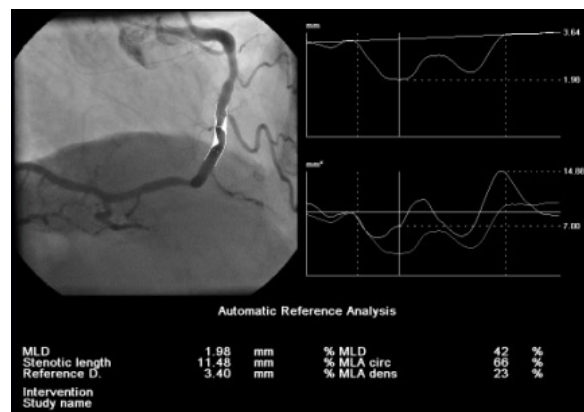 mm
3.64
1.98
mm²
14.88
7.00
Automatic Reference Analysis
MLD 1.98 mm % MLD 42 %
Stenotic length 11.48 mm % MLA circ 66 %
Reference D. 3.40 mm % MLA dens 23 %
Intervention
Study name